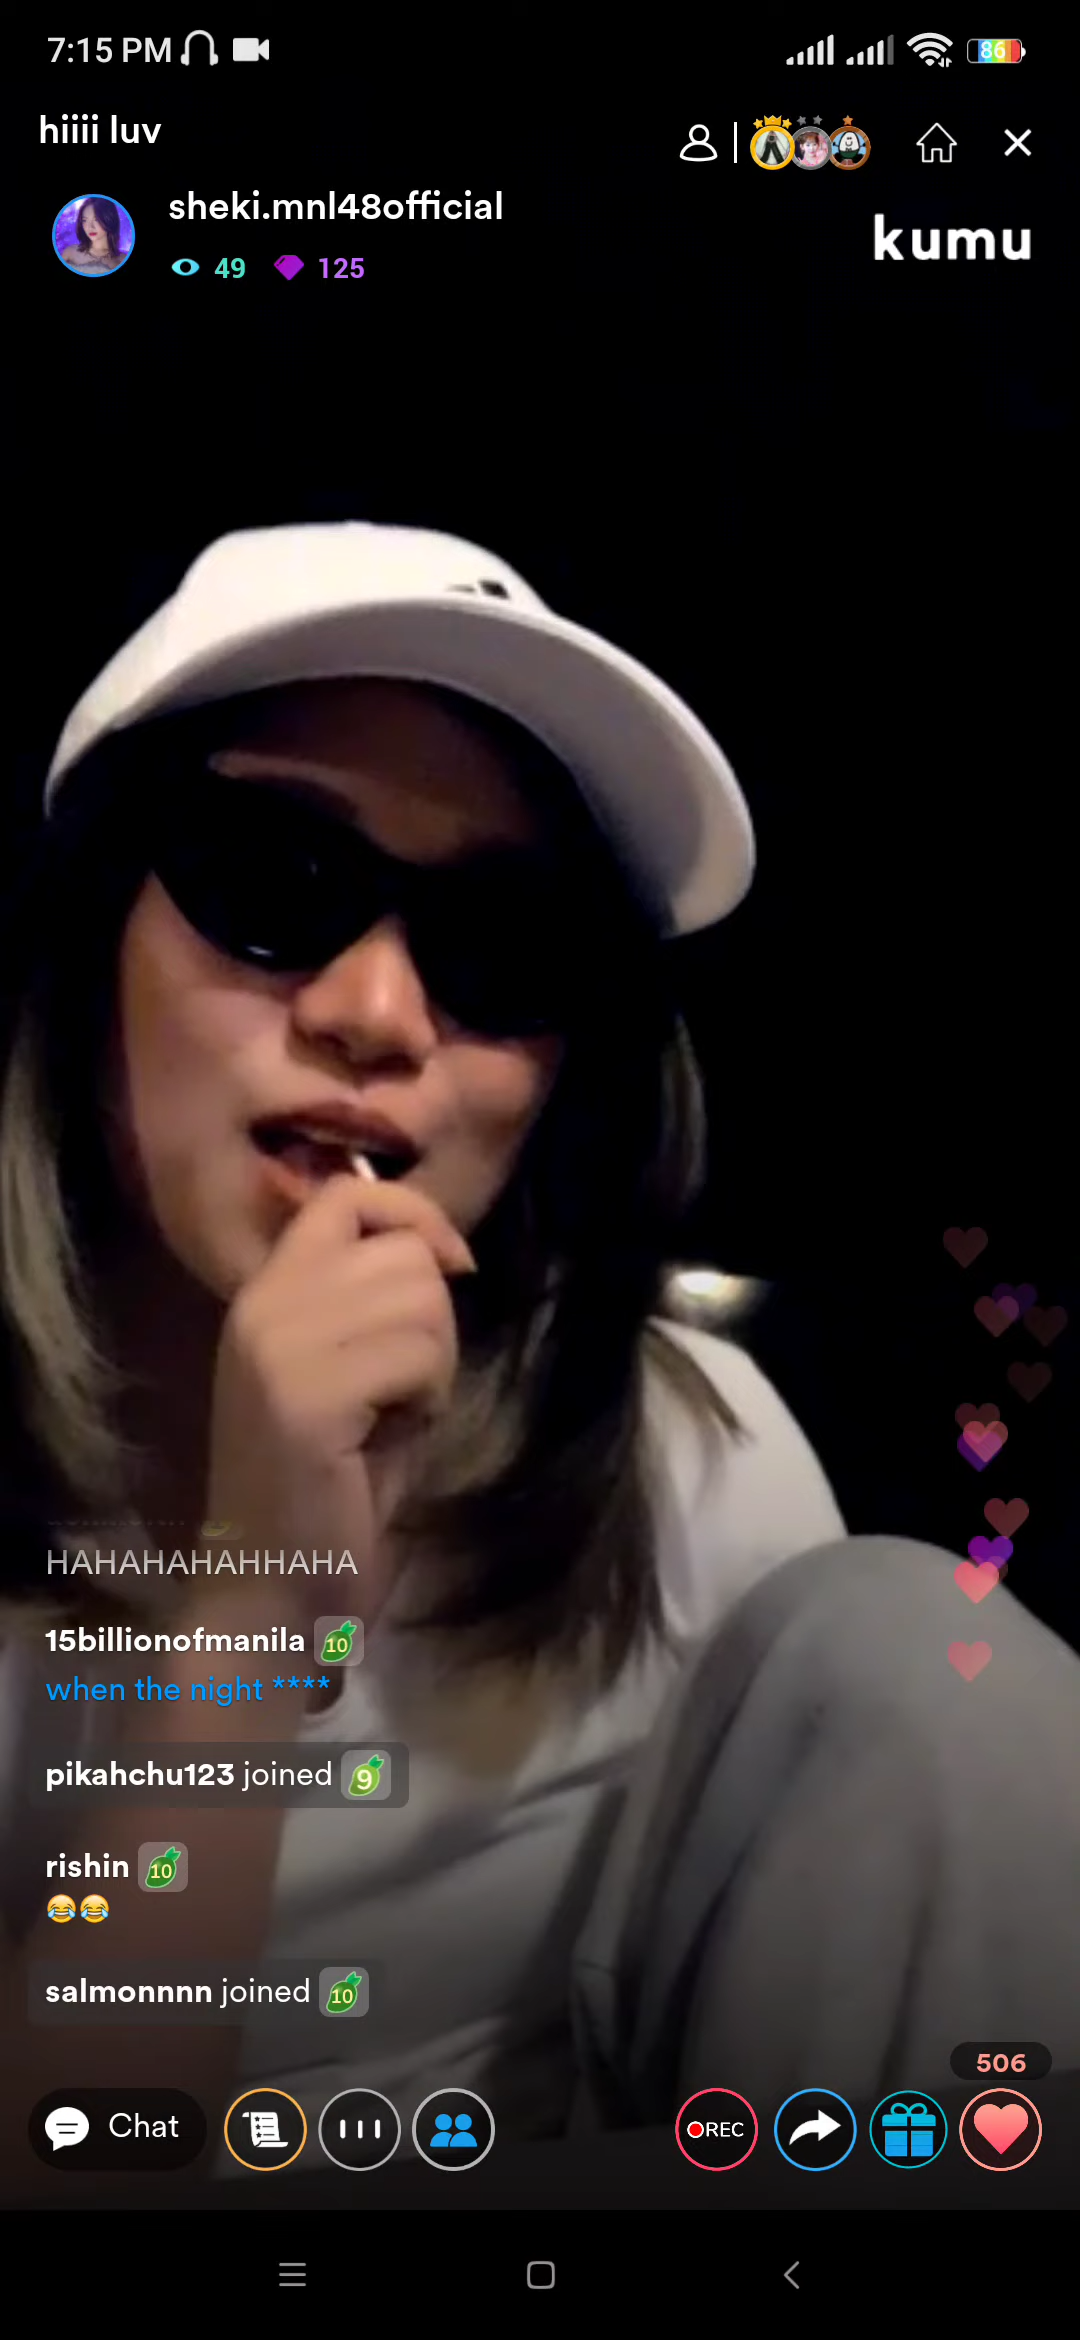 7:15 PM
86
hiiii luv
sheki.mnl48official
49 125
kumu
HAHAHAHAHHAHA
15billionofmanila 10
when the night ****
pikahchu123 joined 9
rishin 10
😂😂
salmonnnn joined 10
506
Chat
REC